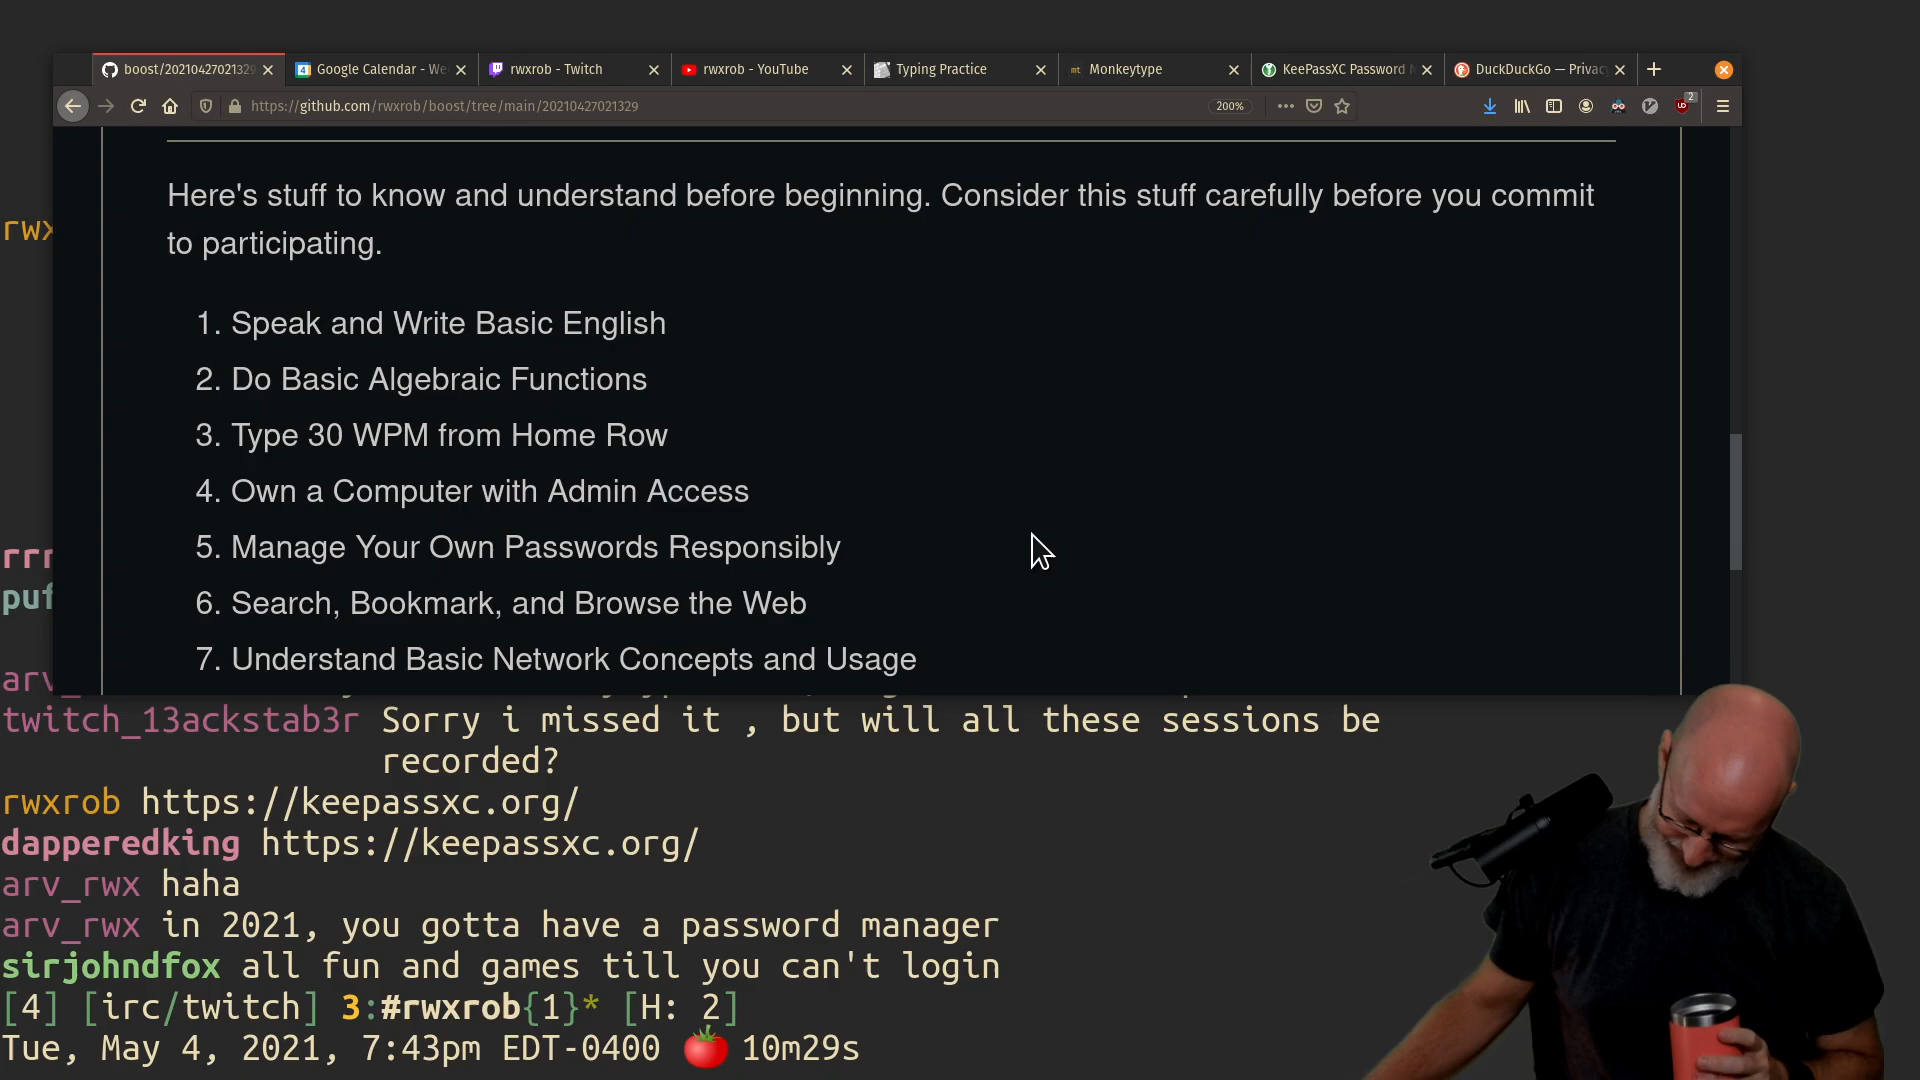 boost/20210427021329
Google Calendar - We
rwxrob - Twitch
rwxrob - YouTube
Typing Practice
mt Monkeytype
KeePassXC Password M
DuckDuckGo — Privacy
https://github.com/rwxrob/boost/tree/main/20210427021329
200%
2
Here's stuff to know and understand before beginning. Consider this stuff carefully before you commit
to participating.
1. Speak and Write Basic English
2. Do Basic Algebraic Functions
3. Type 30 WPM from Home Row
4. Own a Computer with Admin Access
5. Manage Your Own Passwords Responsibly
6. Search, Bookmark, and Browse the Web
7. Understand Basic Network Concepts and Usage
rwx
rrr
puf
arv_
twitch_13ackstab3r Sorry i missed it , but will all these sessions be
recorded?
rwxrob https://keepassxc.org/
dapperedking https://keepassxc.org/
arv_rwx haha
arv_rwx in 2021, you gotta have a password manager
sirjohndfox all fun and games till you can't login
[4] [irc/twitch] 3:#rwxrob{1}* [H: 2]
Tue, May 4, 2021, 7:43pm EDT-0400 🍅 10m29s